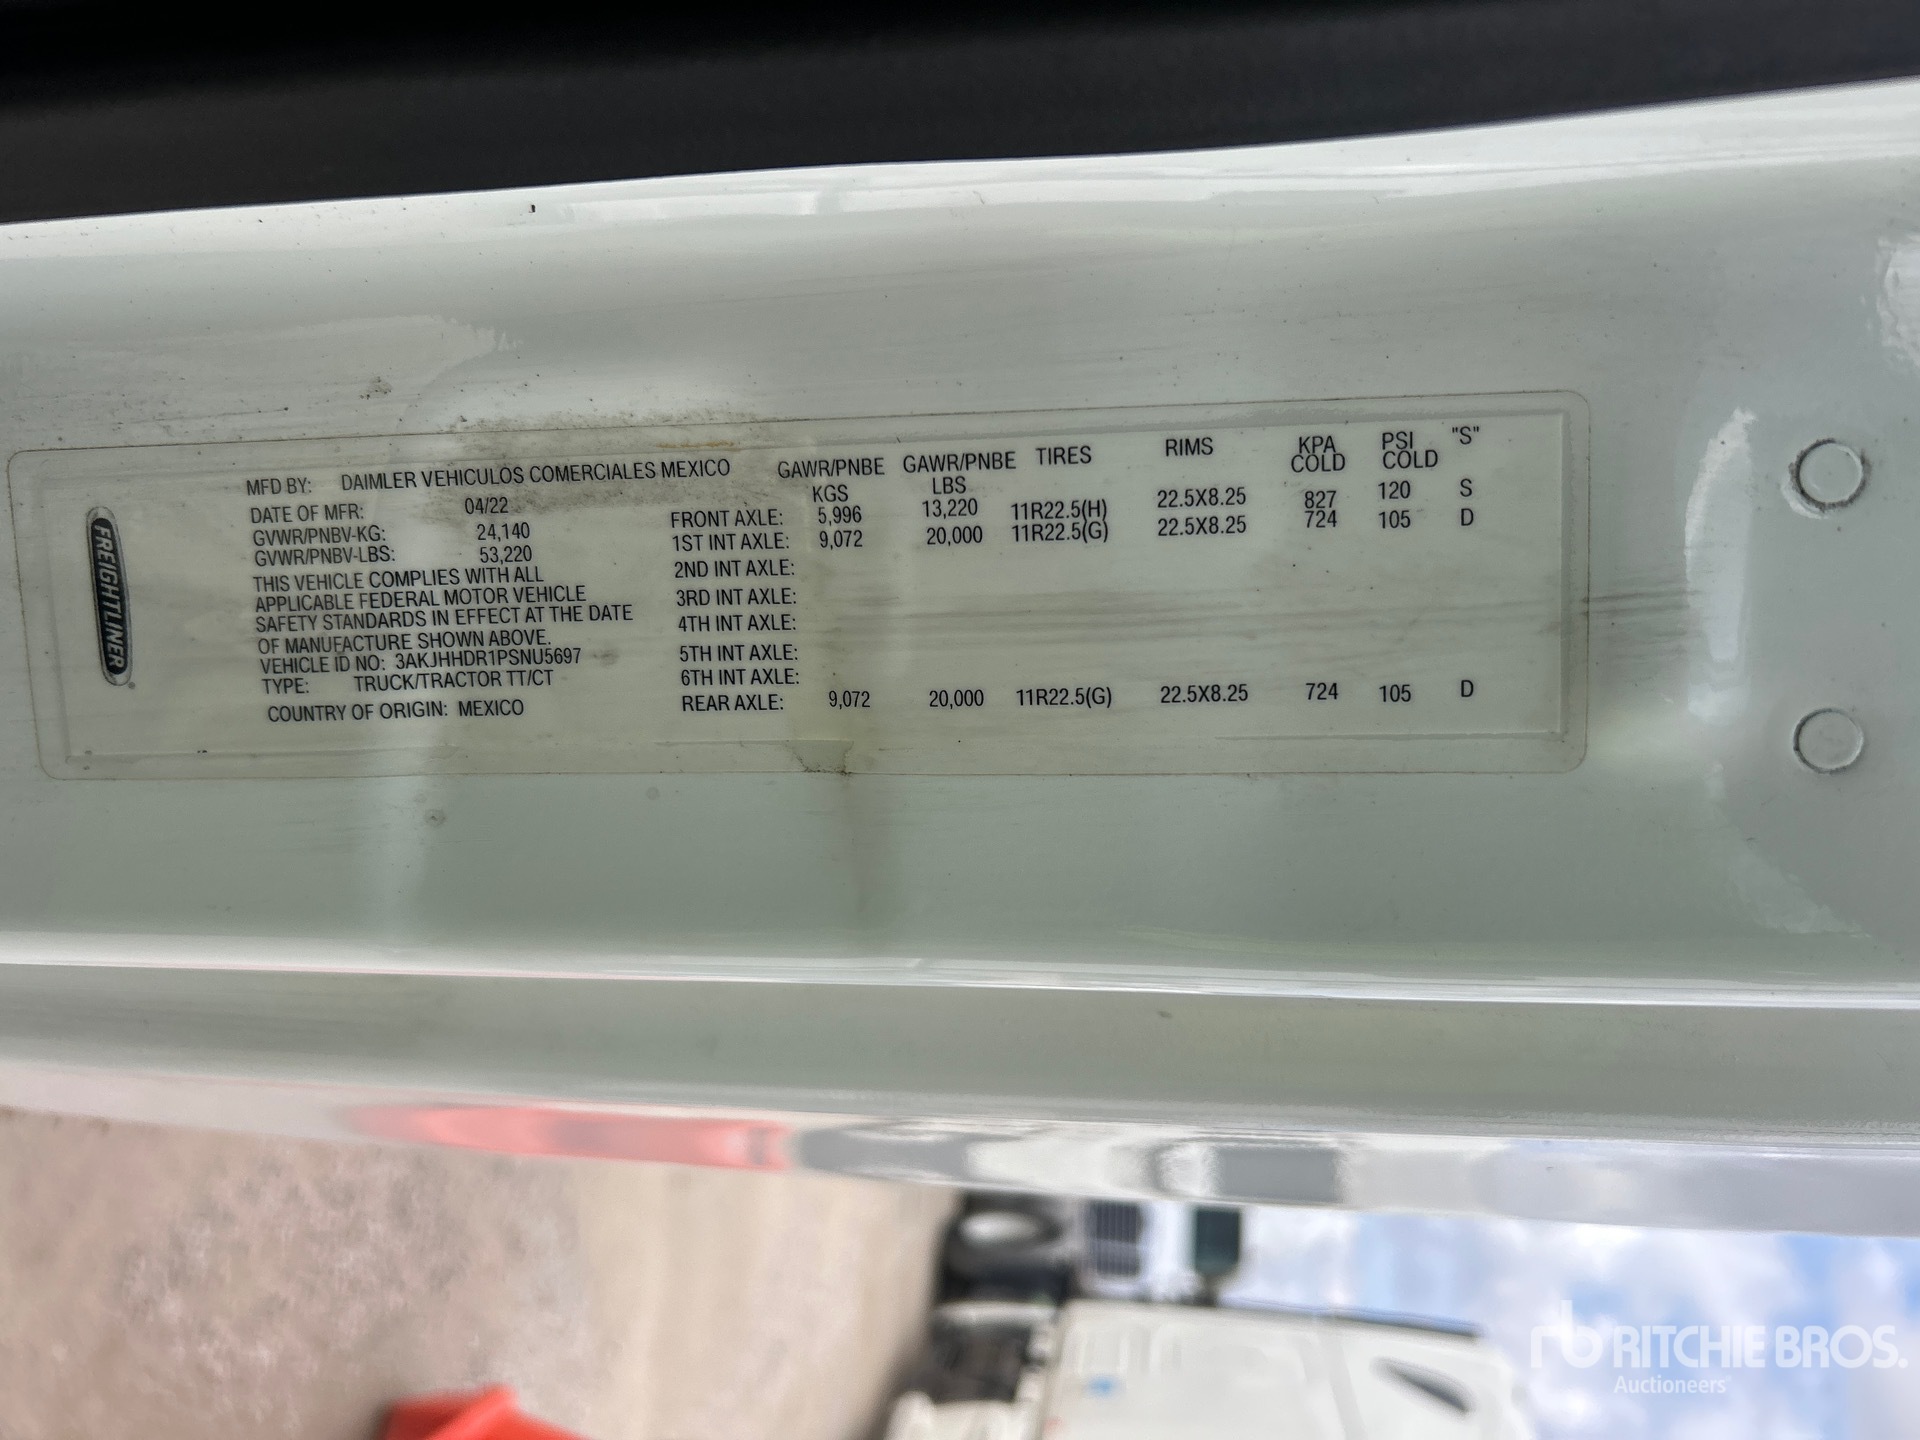 FREIGHTLINER
MFD BY: DAIMLER VEHICULOS COMERCIALES MEXICO
DATE OF MFR: 04/22
GVWR/PNBV-KG: 24,140
GVWR/PNBV-LBS: 53,220
THIS VEHICLE COMPLIES WITH ALL
APPLICABLE FEDERAL MOTOR VEHICLE
SAFETY STANDARDS IN EFFECT AT THE DATE
OF MANUFACTURE SHOWN ABOVE.
VEHICLE ID NO: 3AKJHHDR1PSNU5697
TYPE: TRUCK/TRACTOR TT/CT
COUNTRY OF ORIGIN: MEXICO
GAWR/PNBE GAWR/PNBE TIRES RIMS KPA PSI "S"
KGS LBS COLD COLD
FRONT AXLE: 5,996 13,220 11R22.5(H) 22.5X8.25 827 120 S
1ST INT AXLE: 9,072 20,000 11R22.5(G) 22.5X8.25 724 105 D
2ND INT AXLE:
3RD INT AXLE:
4TH INT AXLE:
5TH INT AXLE:
6TH INT AXLE:
REAR AXLE: 9,072 20,000 11R22.5(G) 22.5X8.25 724 105 D
rb RITCHIE BROS.
Auctioneers